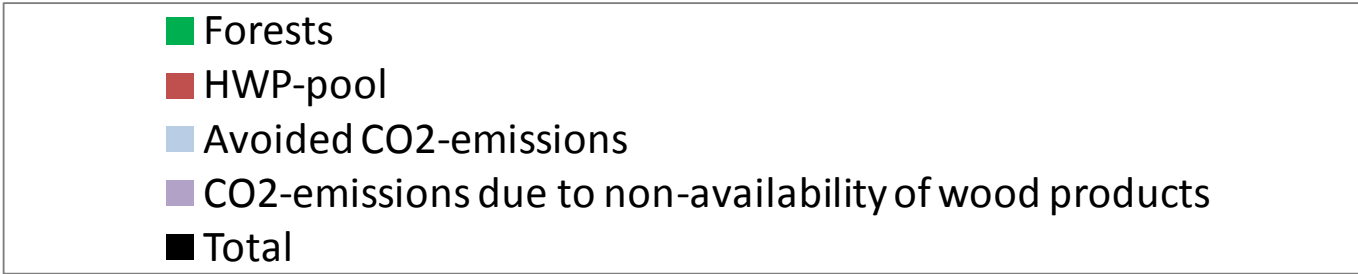 Forests
HWP-pool
Avoided CO2-emissions
CO2-emissions due to non-availability of wood products
Total